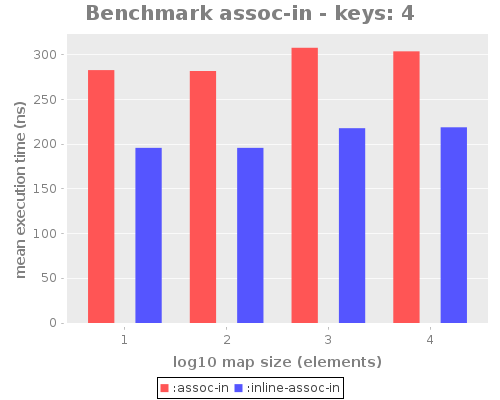 Benchmark assoc-in - keys: 4
mean execution time (ns)
300
250
200
150
100
50
0
1 2 3 4
log10 map size (elements)
:assoc-in :inline-assoc-in